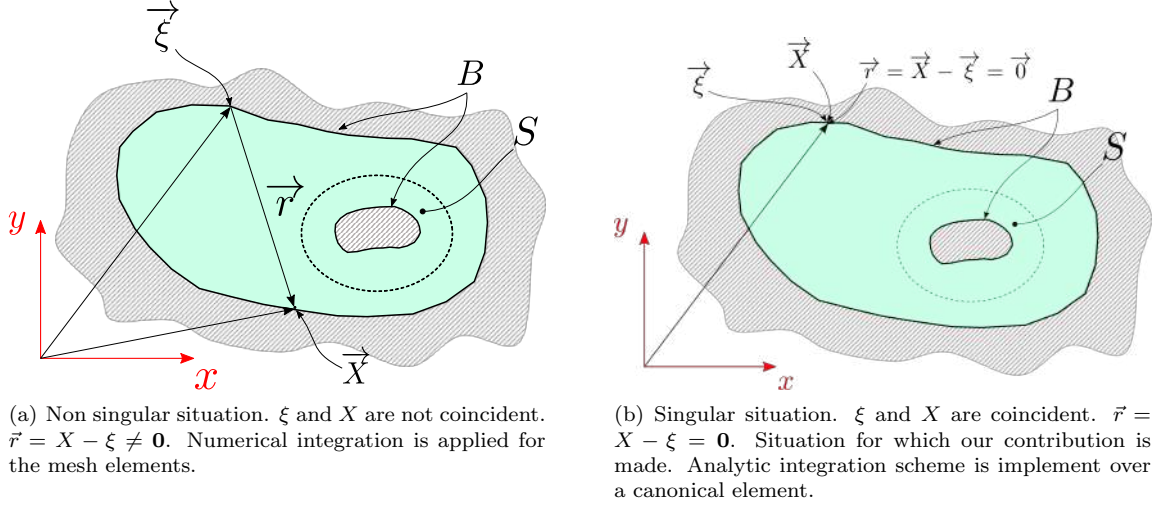 ξ⃗
B
S
r⃗
y
x
X⃗
(a) Non singular situation. ξ and X are not coincident.
r⃗ = X − ξ ≠ 0. Numerical integration is applied for
the mesh elements.
X⃗
ξ⃗
r⃗ = X⃗ − ξ⃗ = 0⃗
B
S
y
x
(b) Singular situation. ξ and X are coincident. r⃗ =
X − ξ = 0. Situation for which our contribution is
made. Analytic integration scheme is implement over
a canonical element.